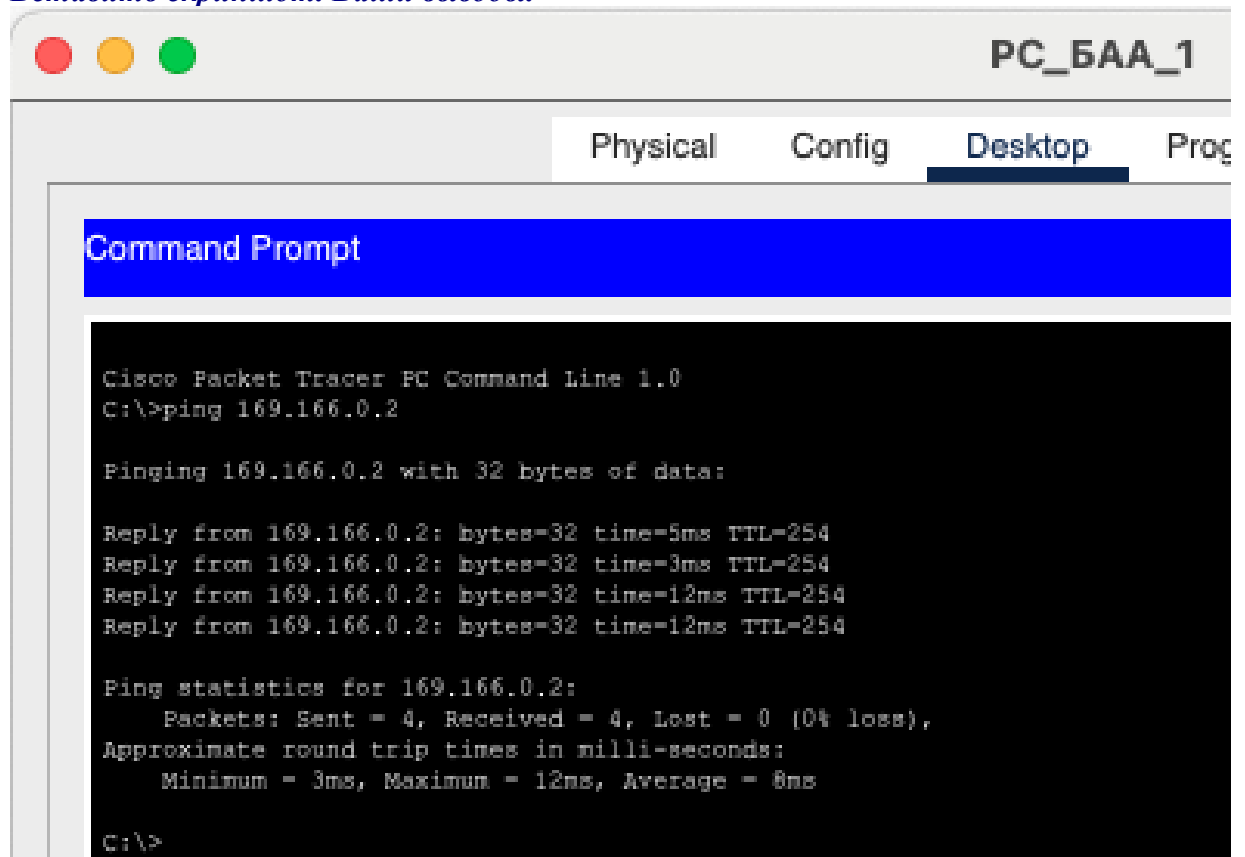 PC_БАА_1
Physical Config Desktop Prog
Command Prompt
Cisco Packet Tracer PC Command Line 1.0
C:\>ping 169.166.0.2
Pinging 169.166.0.2 with 32 bytes of data:
Reply from 169.166.0.2: bytes=32 time=5ms TTL=254
Reply from 169.166.0.2: bytes=32 time=3ms TTL=254
Reply from 169.166.0.2: bytes=32 time=12ms TTL=254
Reply from 169.166.0.2: bytes=32 time=12ms TTL=254
Ping statistics for 169.166.0.2:
Packets: Sent = 4, Received = 4, Lost = 0 (0% loss),
Approximate round trip times in milli-seconds:
Minimum = 3ms, Maximum = 12ms, Average = 8ms
C:\>